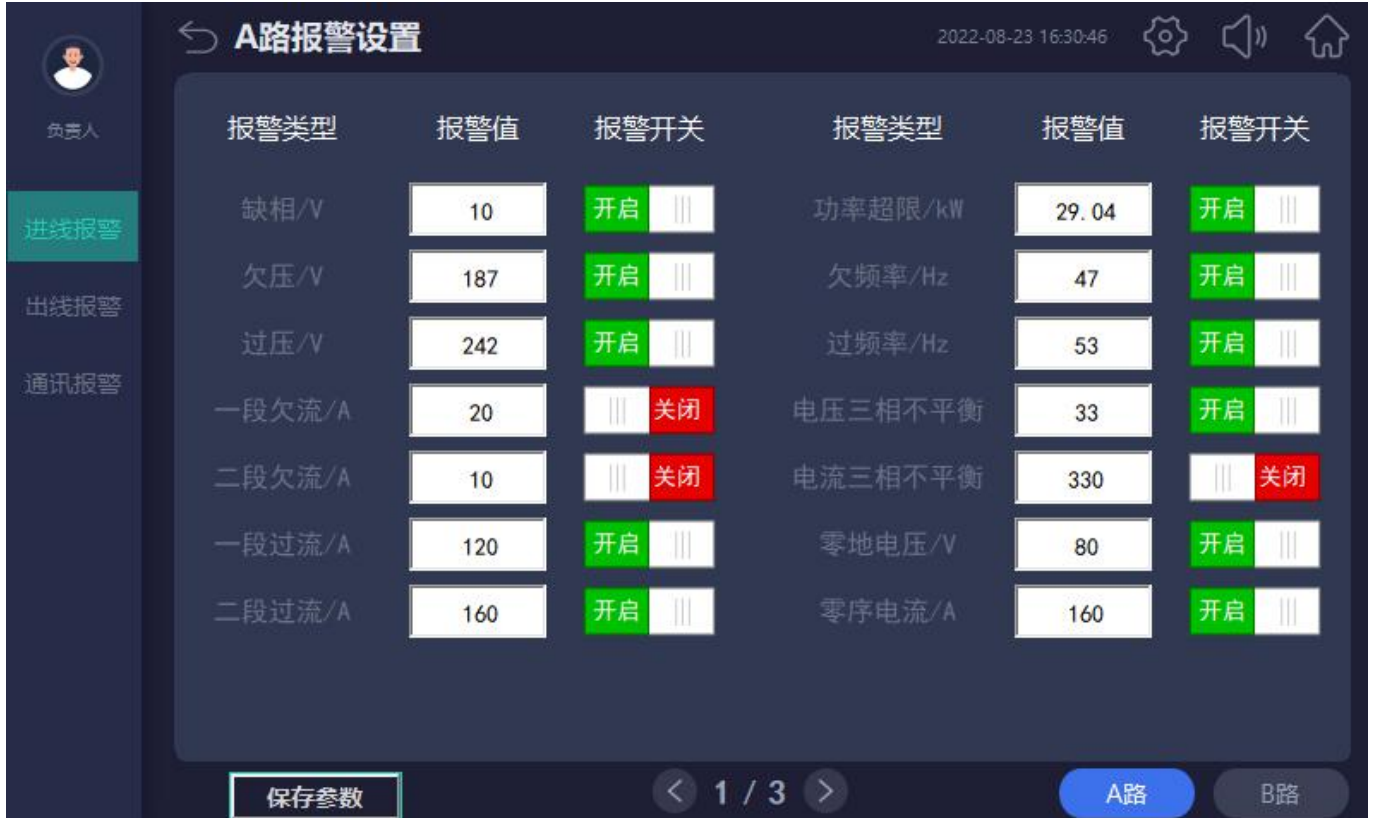 A路报警设置 2022-08-23 16:30:46
负责人
进线报警
出线报警
通讯报警
报警类型 报警值 报警开关 报警类型 报警值 报警开关
缺相/V 10 开启 功率超限/kW 29.04 开启
欠压/V 187 开启 欠频率/Hz 47 开启
过压/V 242 开启 过频率/Hz 53 开启
一段欠流/A 20 关闭 电压三相不平衡 33 开启
二段欠流/A 10 关闭 电流三相不平衡 330 关闭
一段过流/A 120 开启 零地电压/V 80 开启
二段过流/A 160 开启 零序电流/A 160 开启
保存参数 < 1 / 3 > A路 B路